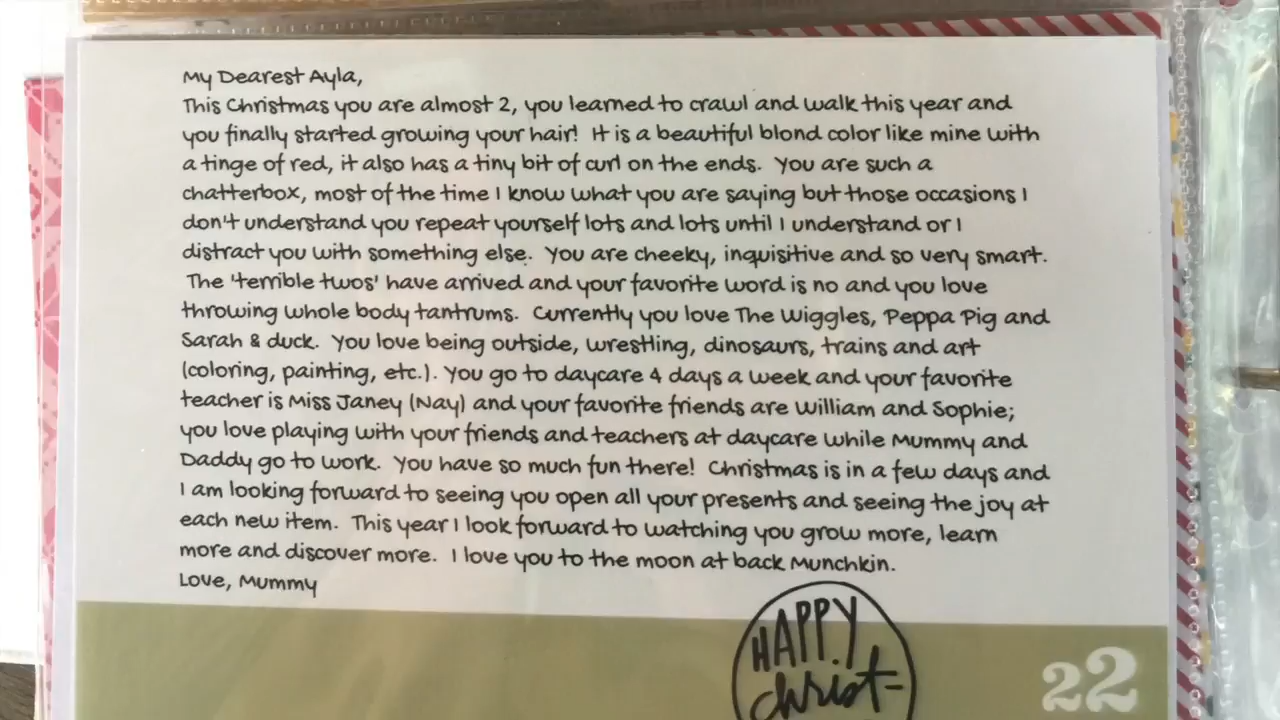 My Dearest Ayla,
This Christmas you are almost 2, you learned to crawl and walk this year and
you finally started growing your hair! It is a beautiful blond color like mine with
a tinge of red, it also has a tiny bit of curl on the ends. You are such a
chatterbox, most of the time I know what you are saying but those occasions I
don't understand you repeat yourself lots and lots until I understand or I
distract you with something else. You are cheeky, inquisitive and so very smart.
The 'terrible twos' have arrived and your favorite word is no and you love
throwing whole body tantrums. Currently you love The Wiggles, Peppa Pig and
Sarah & duck. You love being outside, wrestling, dinosaurs, trains and art
(coloring, painting, etc.). You go to daycare 4 days a week and your favorite
teacher is Miss Janey (Nay) and your favorite friends are William and Sophie;
you love playing with your friends and teachers at daycare while Mummy and
Daddy go to work. You have so much fun there! Christmas is in a few days and
I am looking forward to seeing you open all your presents and seeing the joy at
each new item. This year I look forward to watching you grow more, learn
more and discover more. I love you to the moon at back Munchkin.
Love, Mummy
HAPPY
christ-
22